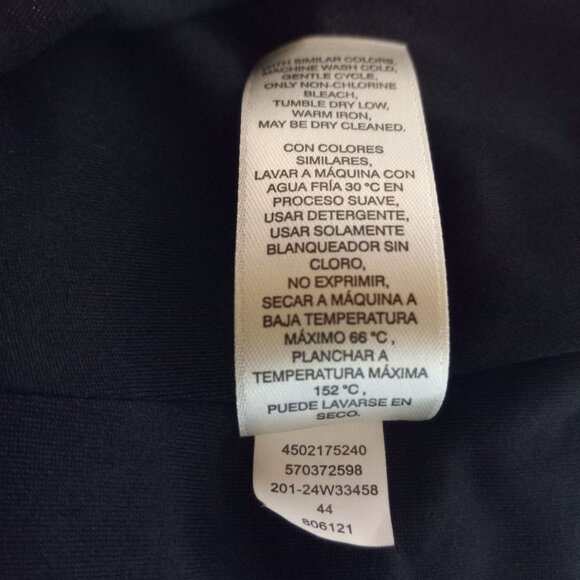 WITH SIMILAR COLORS,
MACHINE WASH COLD,
GENTLE CYCLE,
ONLY NON-CHLORINE
BLEACH,
TUMBLE DRY LOW,
WARM IRON,
MAY BE DRY CLEANED.
CON COLORES
SIMILARES,
LAVAR A MÁQUINA CON
AGUA FRÍA 30 °C EN
PROCESO SUAVE,
USAR DETERGENTE,
USAR SOLAMENTE
BLANQUEADOR SIN
CLORO,
NO EXPRIMIR,
SECAR A MÁQUINA A
BAJA TEMPERATURA
MÁXIMO 66 °C ,
PLANCHAR A
TEMPERATURA MÁXIMA
152 °C ,
PUEDE LAVARSE EN
SECO.
4502175240
570372598
201-24W33458
44
806121